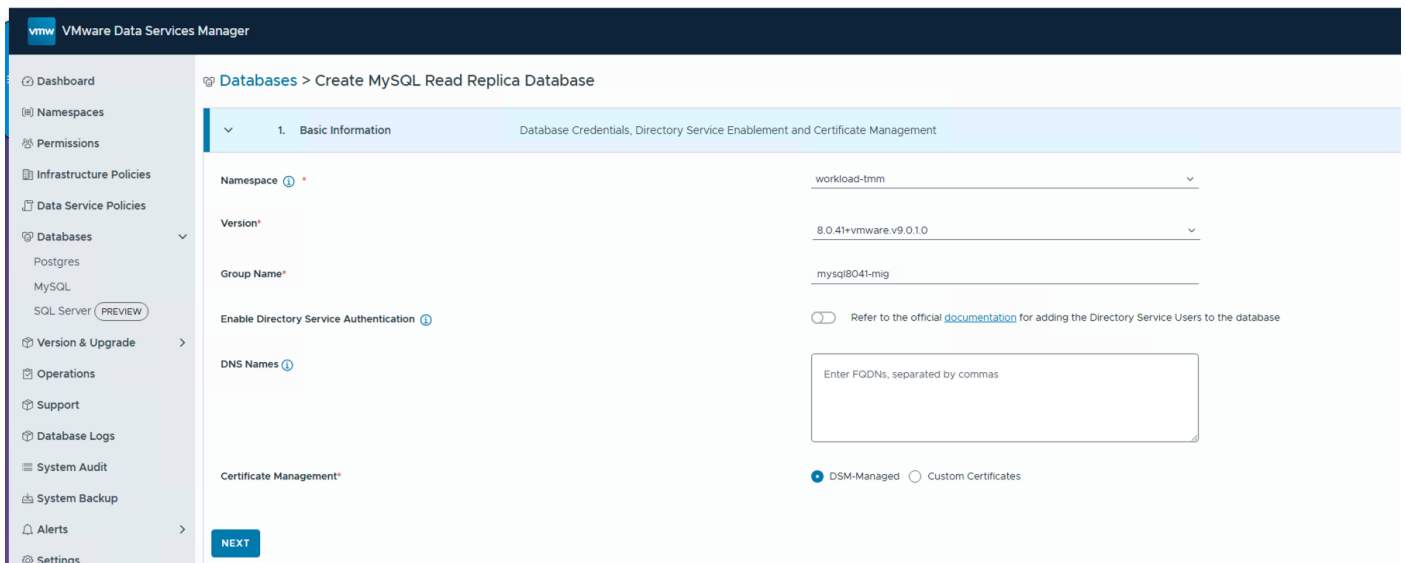 vmw VMware Data Services Manager
Dashboard
Namespaces
Permissions
Infrastructure Policies
Data Service Policies
Databases
Postgres
MySQL
SQL Server PREVIEW
Version & Upgrade
Operations
Support
Database Logs
System Audit
System Backup
Alerts
Settings
Databases > Create MySQL Read Replica Database
1. Basic Information Database Credentials, Directory Service Enablement and Certificate Management
Namespace * workload-tmm
Version* 8.0.41+vmware.v9.0.1.0
Group Name* mysql8041-mig
Enable Directory Service Authentication Refer to the official documentation for adding the Directory Service Users to the database
DNS Names Enter FQDNs, separated by commas
Certificate Management* DSM-Managed Custom Certificates
NEXT